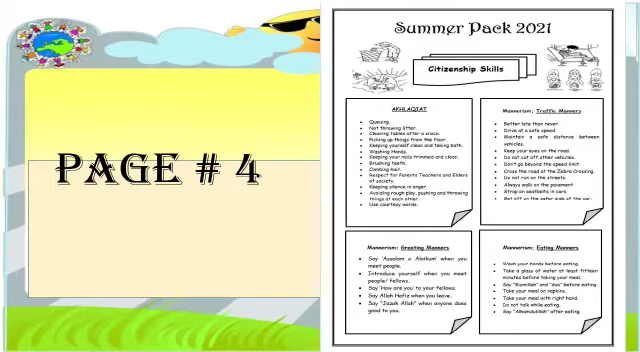 PAGE # 4
Summer Pack 2021
Citizenship Skills
AKHLAQIAT
Queuing.
Not throwing litter.
Cleaning tables after a snack.
Picking up things from the floor.
Keeping yourself clean and taking bath.
Washing Hands.
Keeping your nails trimmed and clean.
Brushing teeth.
Combing hair.
Respect for Parents Teachers and Elders
of society.
Keeping silence in anger.
Avoiding rough play, pushing and throwing
things at each other.
Use courtesy words.
Mannerism; Traffic Manners
Better late than never.
Drive at a safe speed.
Maintain a safe distance between
vehicles.
Keep your eyes on the road.
Do not cut off other vehicles.
Don't go beyond the speed limit.
Cross the road at the Zebra Crossing.
Do not run on the streets.
Always walk on the pavement
Strap on seatbelts in cars.
Get off on the safer side of the car.
Mannerism; Greeting Manners
Say 'Assalam o Alaikum' when you
meet people.
Introduce yourself when you meet
people/ fellows.
Say 'How are you' to your fellows.
Say Allah Hafiz when you leave.
Say "Jazak Allah" when anyone does
good to you.
Mannerism; Eating Manners
Wash your hands before eating.
Take a glass of water at least fifteen
minutes before taking your meal.
Say "Bismillah" and "dua" before eating.
Take your meal on napkins.
Take your meal with right hand.
Do not talk while eating.
Say "Alhamdulillah" after eating.